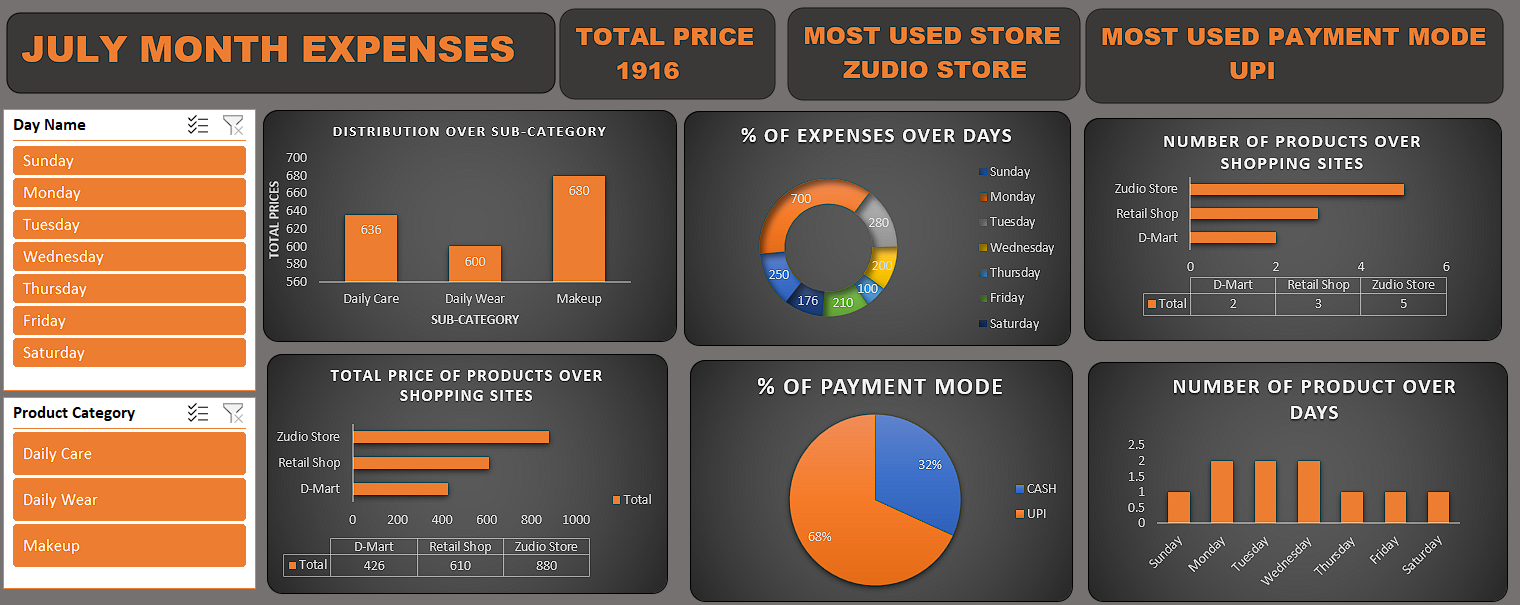 JULY MONTH EXPENSES
TOTAL PRICE
1916
MOST USED STORE
ZUDIO STORE
MOST USED PAYMENT MODE
UPI
Day Name
Sunday
Monday
Tuesday
Wednesday
Thursday
Friday
Saturday
Product Category
Daily Care
Daily Wear
Makeup
DISTRIBUTION OVER SUB-CATEGORY
TOTAL PRICES
700
680
660
640
620
600
580
560
636
600
680
Daily Care Daily Wear Makeup
SUB-CATEGORY
% OF EXPENSES OVER DAYS
700
280
200
100
210
176
250
Sunday
Monday
Tuesday
Wednesday
Thursday
Friday
Saturday
NUMBER OF PRODUCTS OVER
SHOPPING SITES
Zudio Store
Retail Shop
D-Mart
0 2 4 6
D-Mart Retail Shop Zudio Store
Total 2 3 5
TOTAL PRICE OF PRODUCTS OVER
SHOPPING SITES
Zudio Store
Retail Shop
D-Mart
Total
0 200 400 600 800 1000
D-Mart Retail Shop Zudio Store
Total 426 610 880
% OF PAYMENT MODE
32%
68%
CASH
UPI
NUMBER OF PRODUCT OVER
DAYS
2.5
2
1.5
1
0.5
0
Sunday Monday Tuesday Wednesday Thursday Friday Saturday